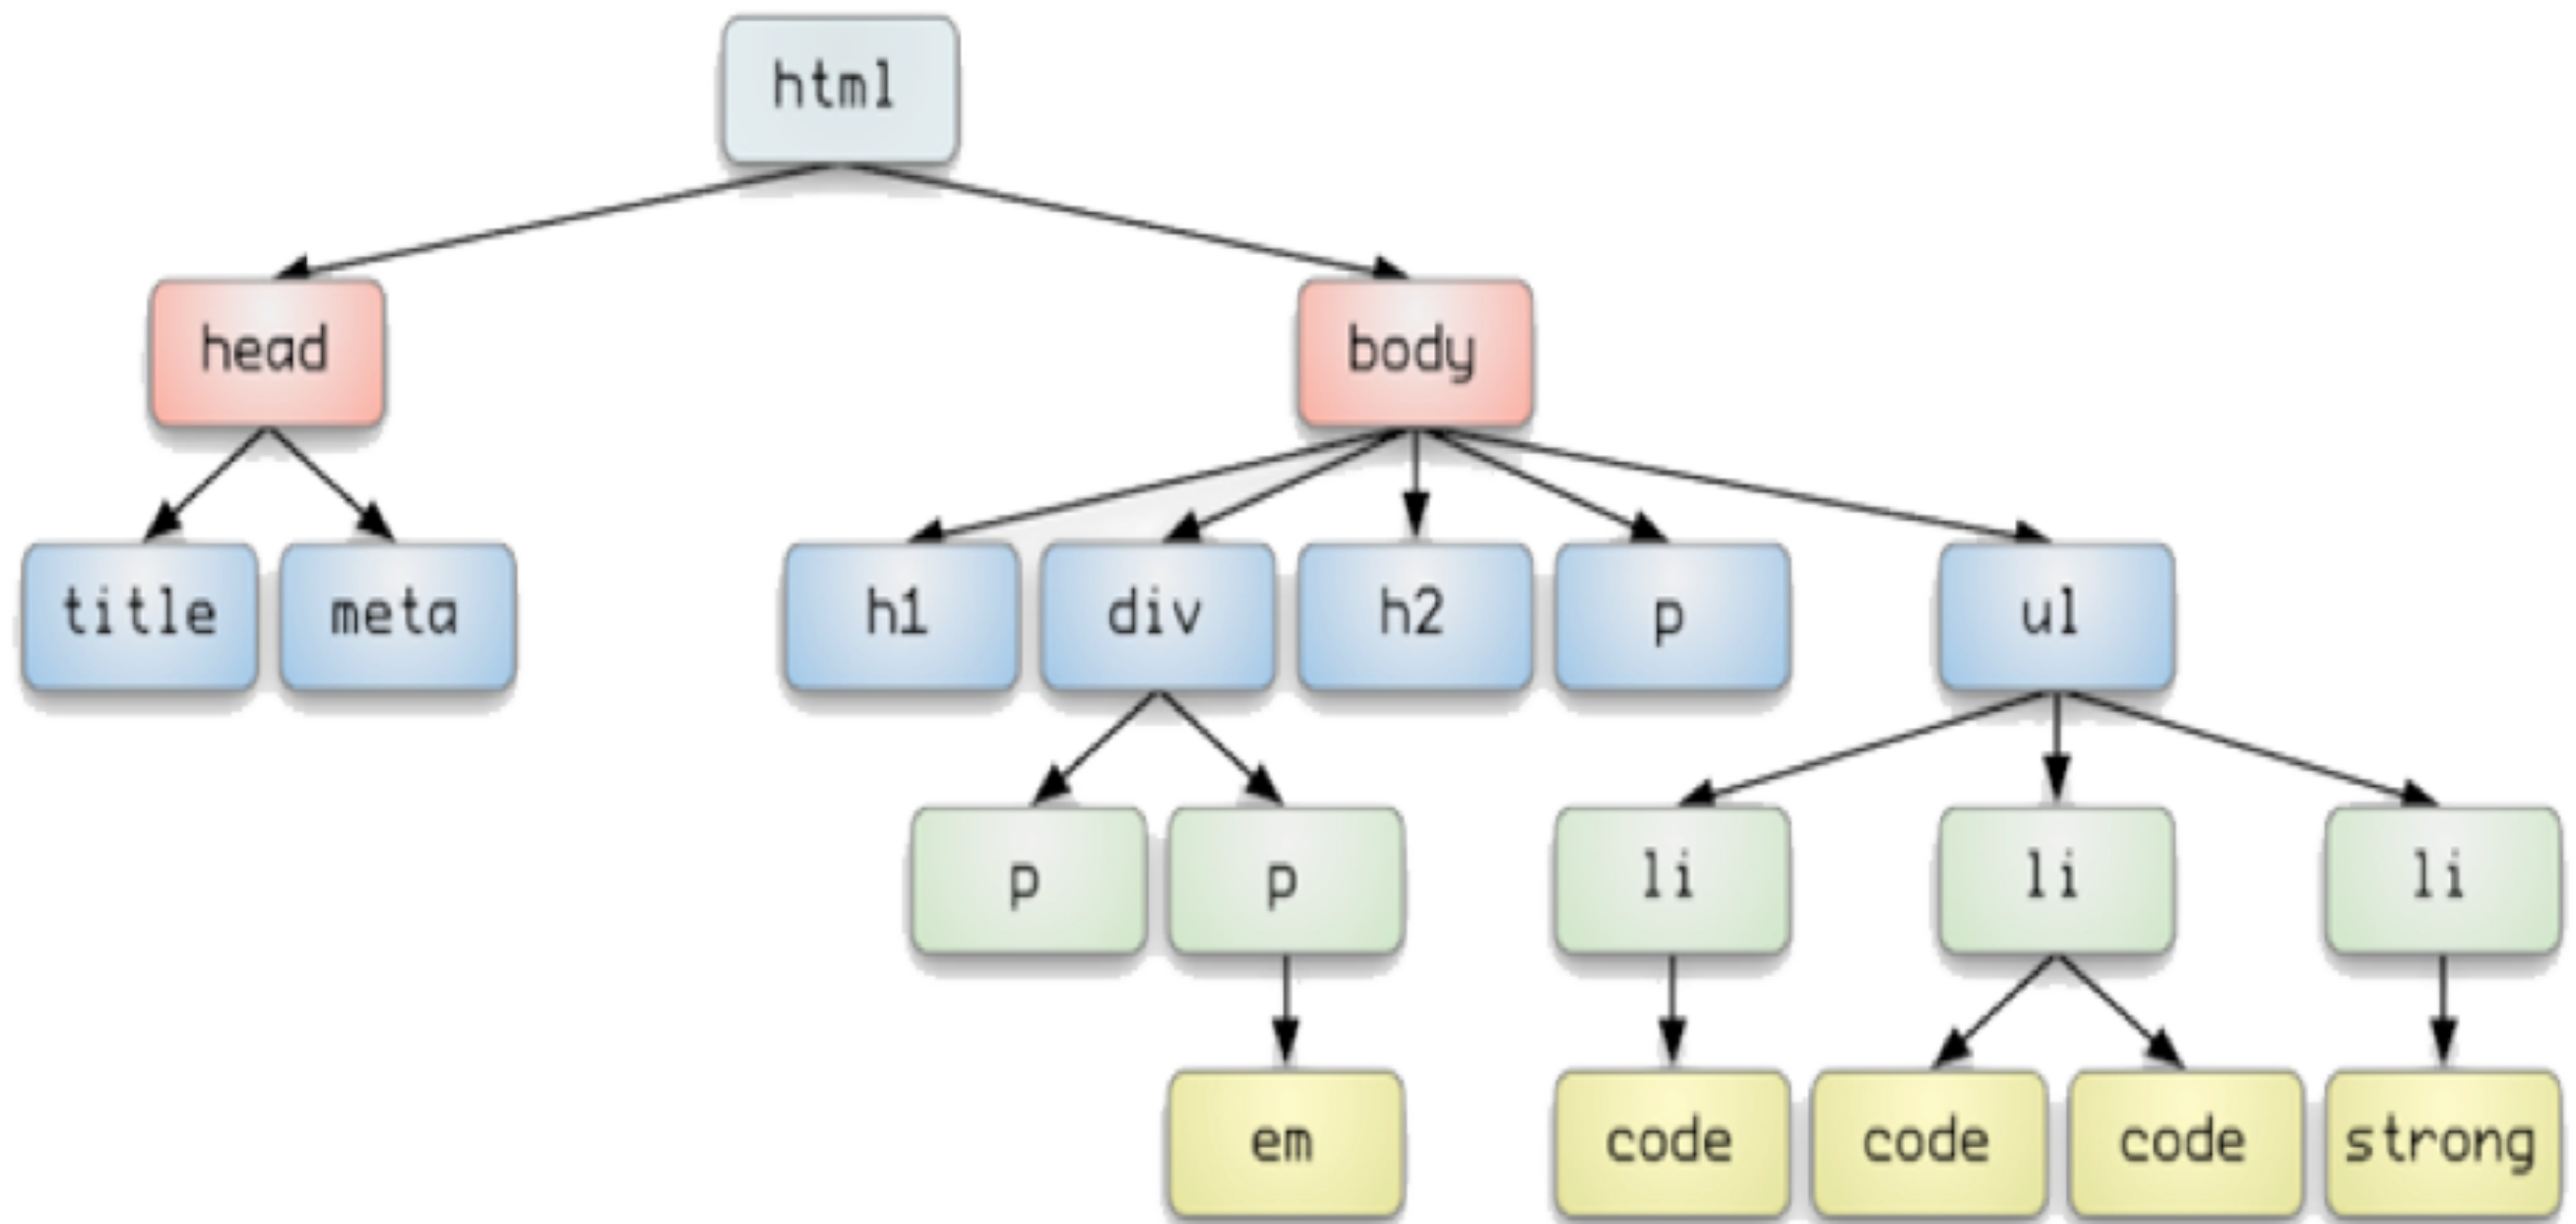 html
head
body
title
meta
h1
div
h2
p
ul
p
p
li
li
li
em
code
code
code
strong